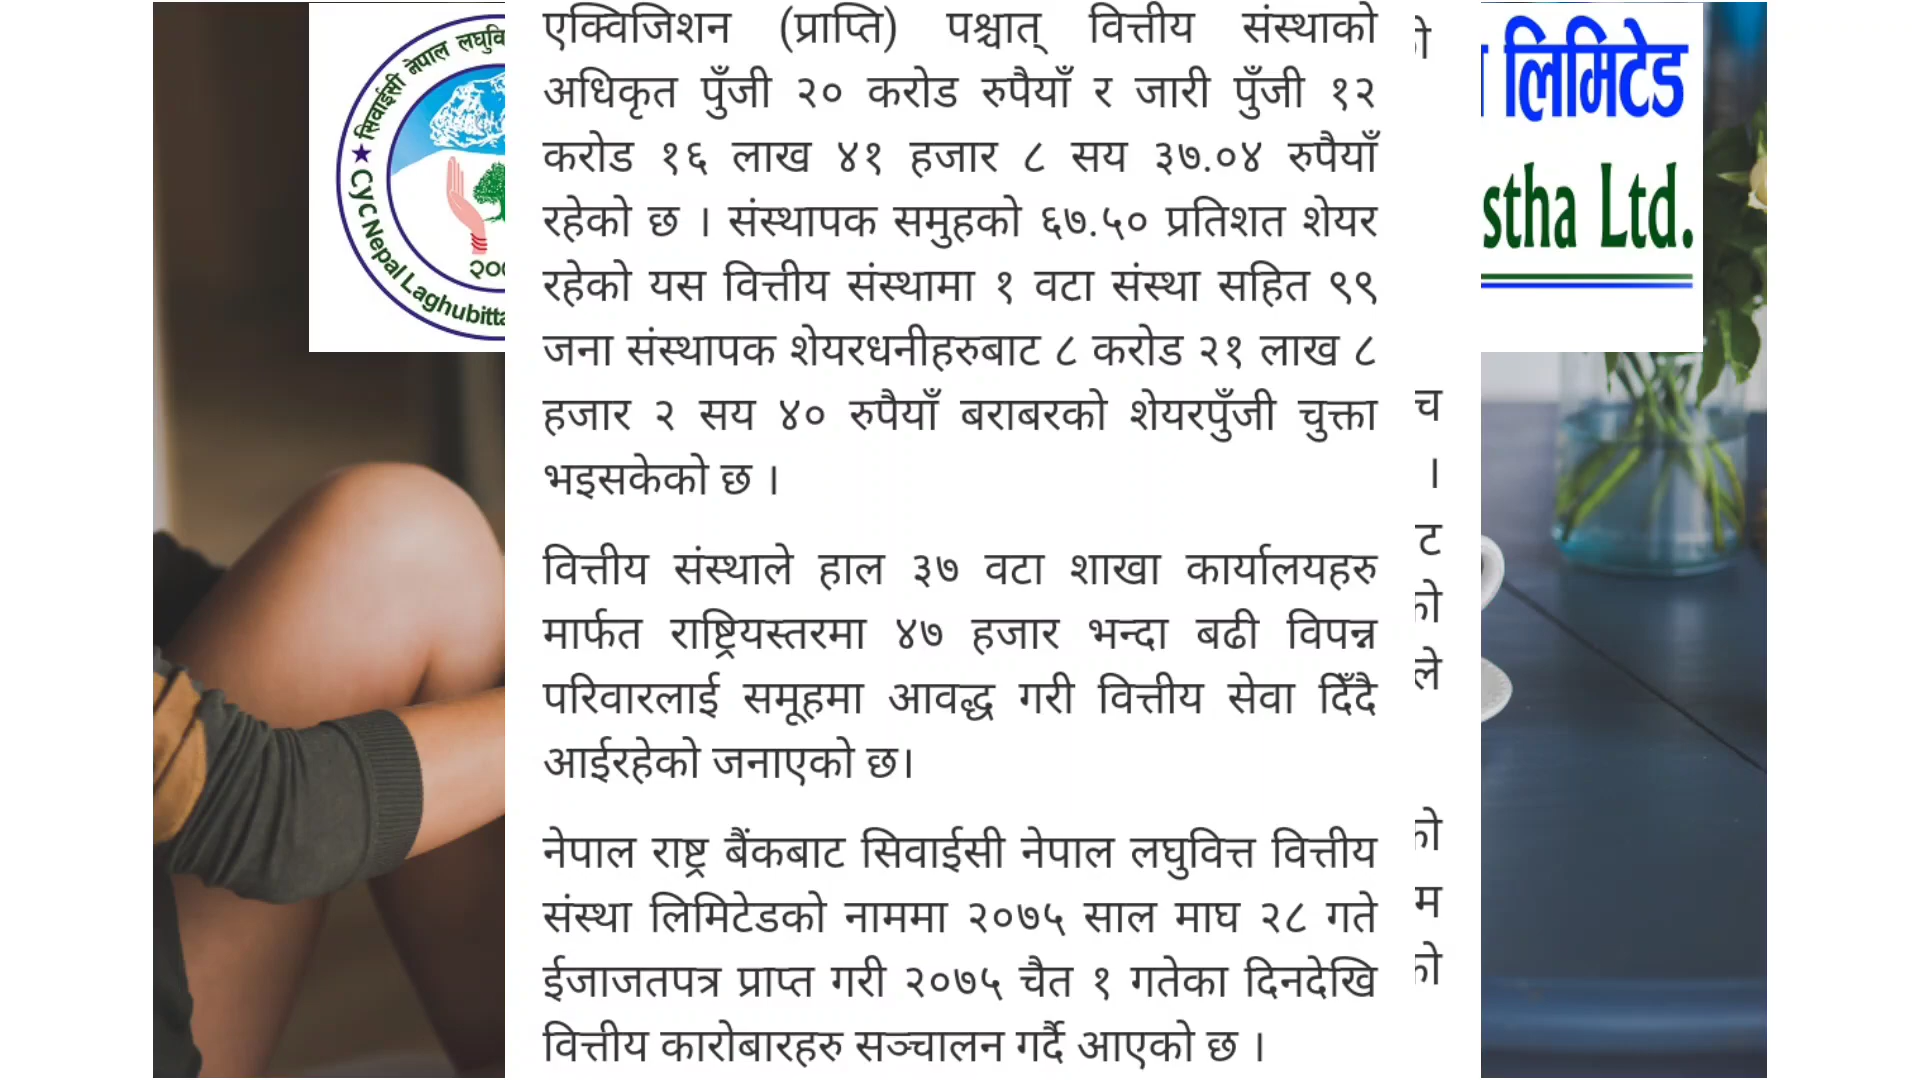 सिवाईसी नेपाल
Cyc Nepal Laghubitta
एक्विजिशन (प्राप्ति) पश्चात् वित्तीय संस्थाको
अधिकृत पुँजी २० करोड रुपैयाँ र जारी पुँजी १२
करोड १६ लाख ४१ हजार ८ सय ३७.०४ रुपैयाँ
रहेको छ । संस्थापक समुहको ६७.५० प्रतिशत शेयर
रहेको यस वित्तीय संस्थामा १ वटा संस्था सहित ९९
जना संस्थापक शेयरधनीहरुबाट ८ करोड २१ लाख ८
हजार २ सय ४० रुपैयाँ बराबरको शेयरपुँजी चुक्ता
भइसकेको छ ।
वित्तीय संस्थाले हाल ३७ वटा शाखा कार्यालयहरु
मार्फत राष्ट्रियस्तरमा ४७ हजार भन्दा बढी विपन्न
परिवारलाई समूहमा आवद्ध गरी वित्तीय सेवा दिँदै
आईरहेको जनाएको छ।
नेपाल राष्ट्र बैंकबाट सिवाईसी नेपाल लघुवित्त वित्तीय
संस्था लिमिटेडको नाममा २०७५ साल माघ २८ गते
ईजाजतपत्र प्राप्त गरी २०७५ चैत १ गतेका दिनदेखि
वित्तीय कारोबारहरु सञ्चालन गर्दै आएको छ ।
लिमिटेड
stha Ltd.
च
।
ट
को
ले
को
म
को